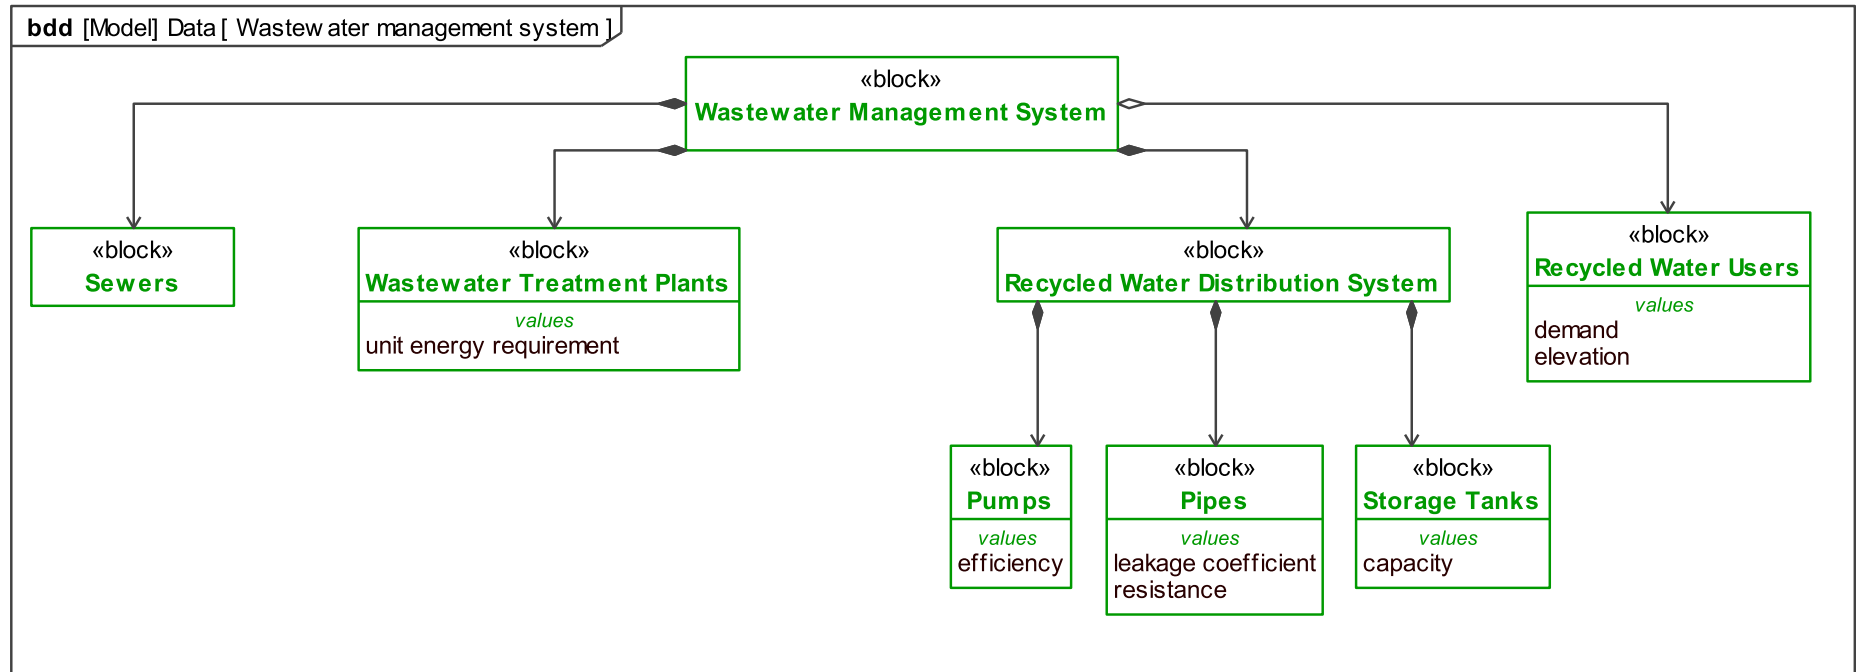 bdd [Model] Data [ Wastewater management system ]
«block»
Wastewater Management System
«block»
Sewers
«block»
Wastewater Treatment Plants
values
unit energy requirement
«block»
Recycled Water Distribution System
«block»
Recycled Water Users
values
demand
elevation
«block»
Pumps
values
efficiency
«block»
Pipes
values
leakage coefficient
resistance
«block»
Storage Tanks
values
capacity